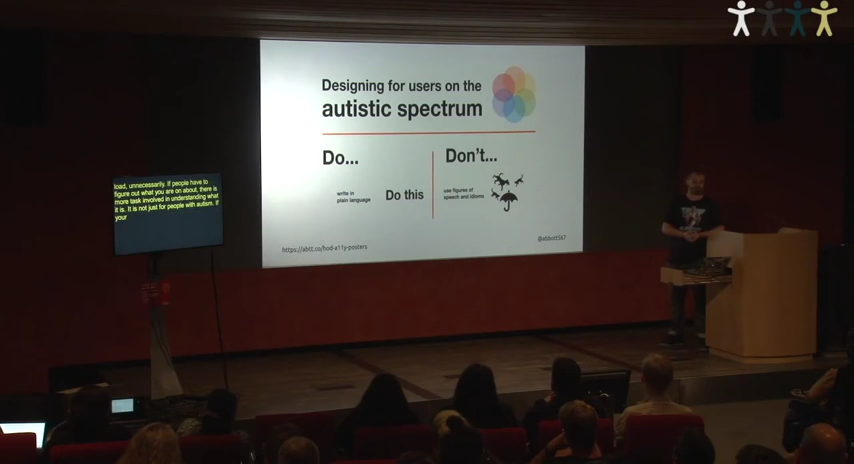 Designing for users on the
autistic spectrum
Do...
Don't...
write in
plain language
Do this
use figures of
speech and idioms
https://abtt.co/hod-a11y-posters
@abbott567
load, unnecessarily. If people have to
figure out what you are on about, there is
more task involved in understanding what
it is. It is not just for people with autism. If
your